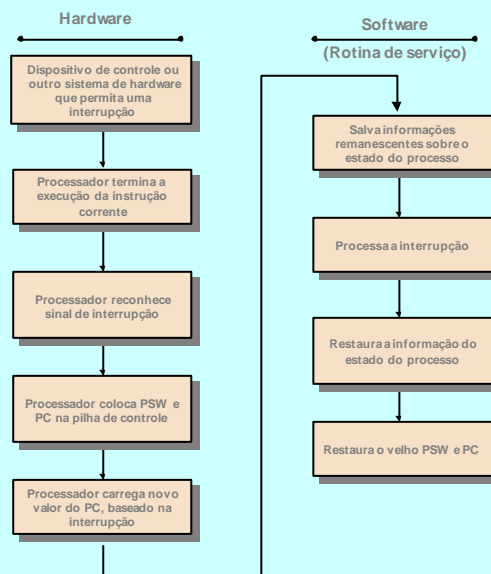 Hardware
Dispositivo de controle ou
outro sistema de hardware
que permita uma
interrupção
Processador termina a
execução da instrução
corrente
Processador reconhece
sinal de interrupção
Processador coloca PSW e
PC na pilha de controle
Processador carrega novo
valor do PC, baseado na
interrupção
Software
(Rotina de serviço)
Salva informações
remanescentes sobre o
estado do processo
Processa a interrupção
Restaura a informação do
estado do processo
Restaura o velho PSW e PC